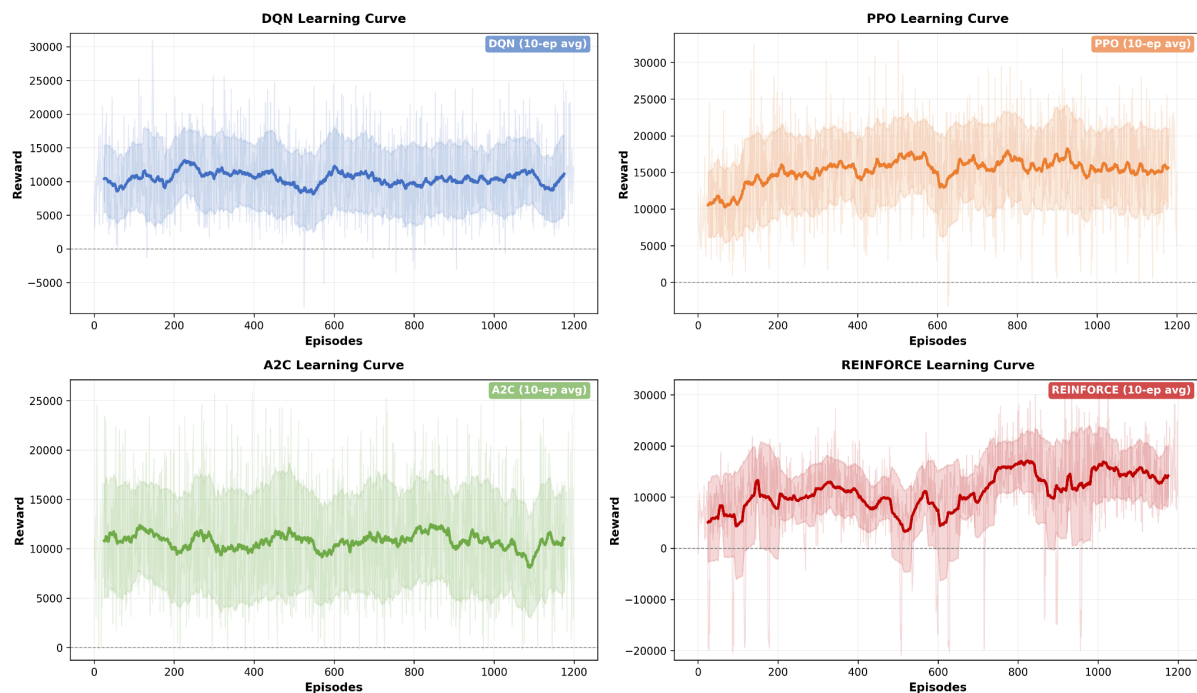 DQN Learning Curve
DQN (10-ep avg)
30000
25000
20000
15000
10000
5000
0
−5000
Reward
0 200 400 600 800 1000 1200
Episodes
PPO Learning Curve
PPO (10-ep avg)
30000
25000
20000
15000
10000
5000
0
Reward
0 200 400 600 800 1000 1200
Episodes
A2C Learning Curve
A2C (10-ep avg)
25000
20000
15000
10000
5000
0
Reward
0 200 400 600 800 1000 1200
Episodes
REINFORCE Learning Curve
REINFORCE (10-ep avg)
30000
20000
10000
0
−10000
−20000
Reward
0 200 400 600 800 1000 1200
Episodes